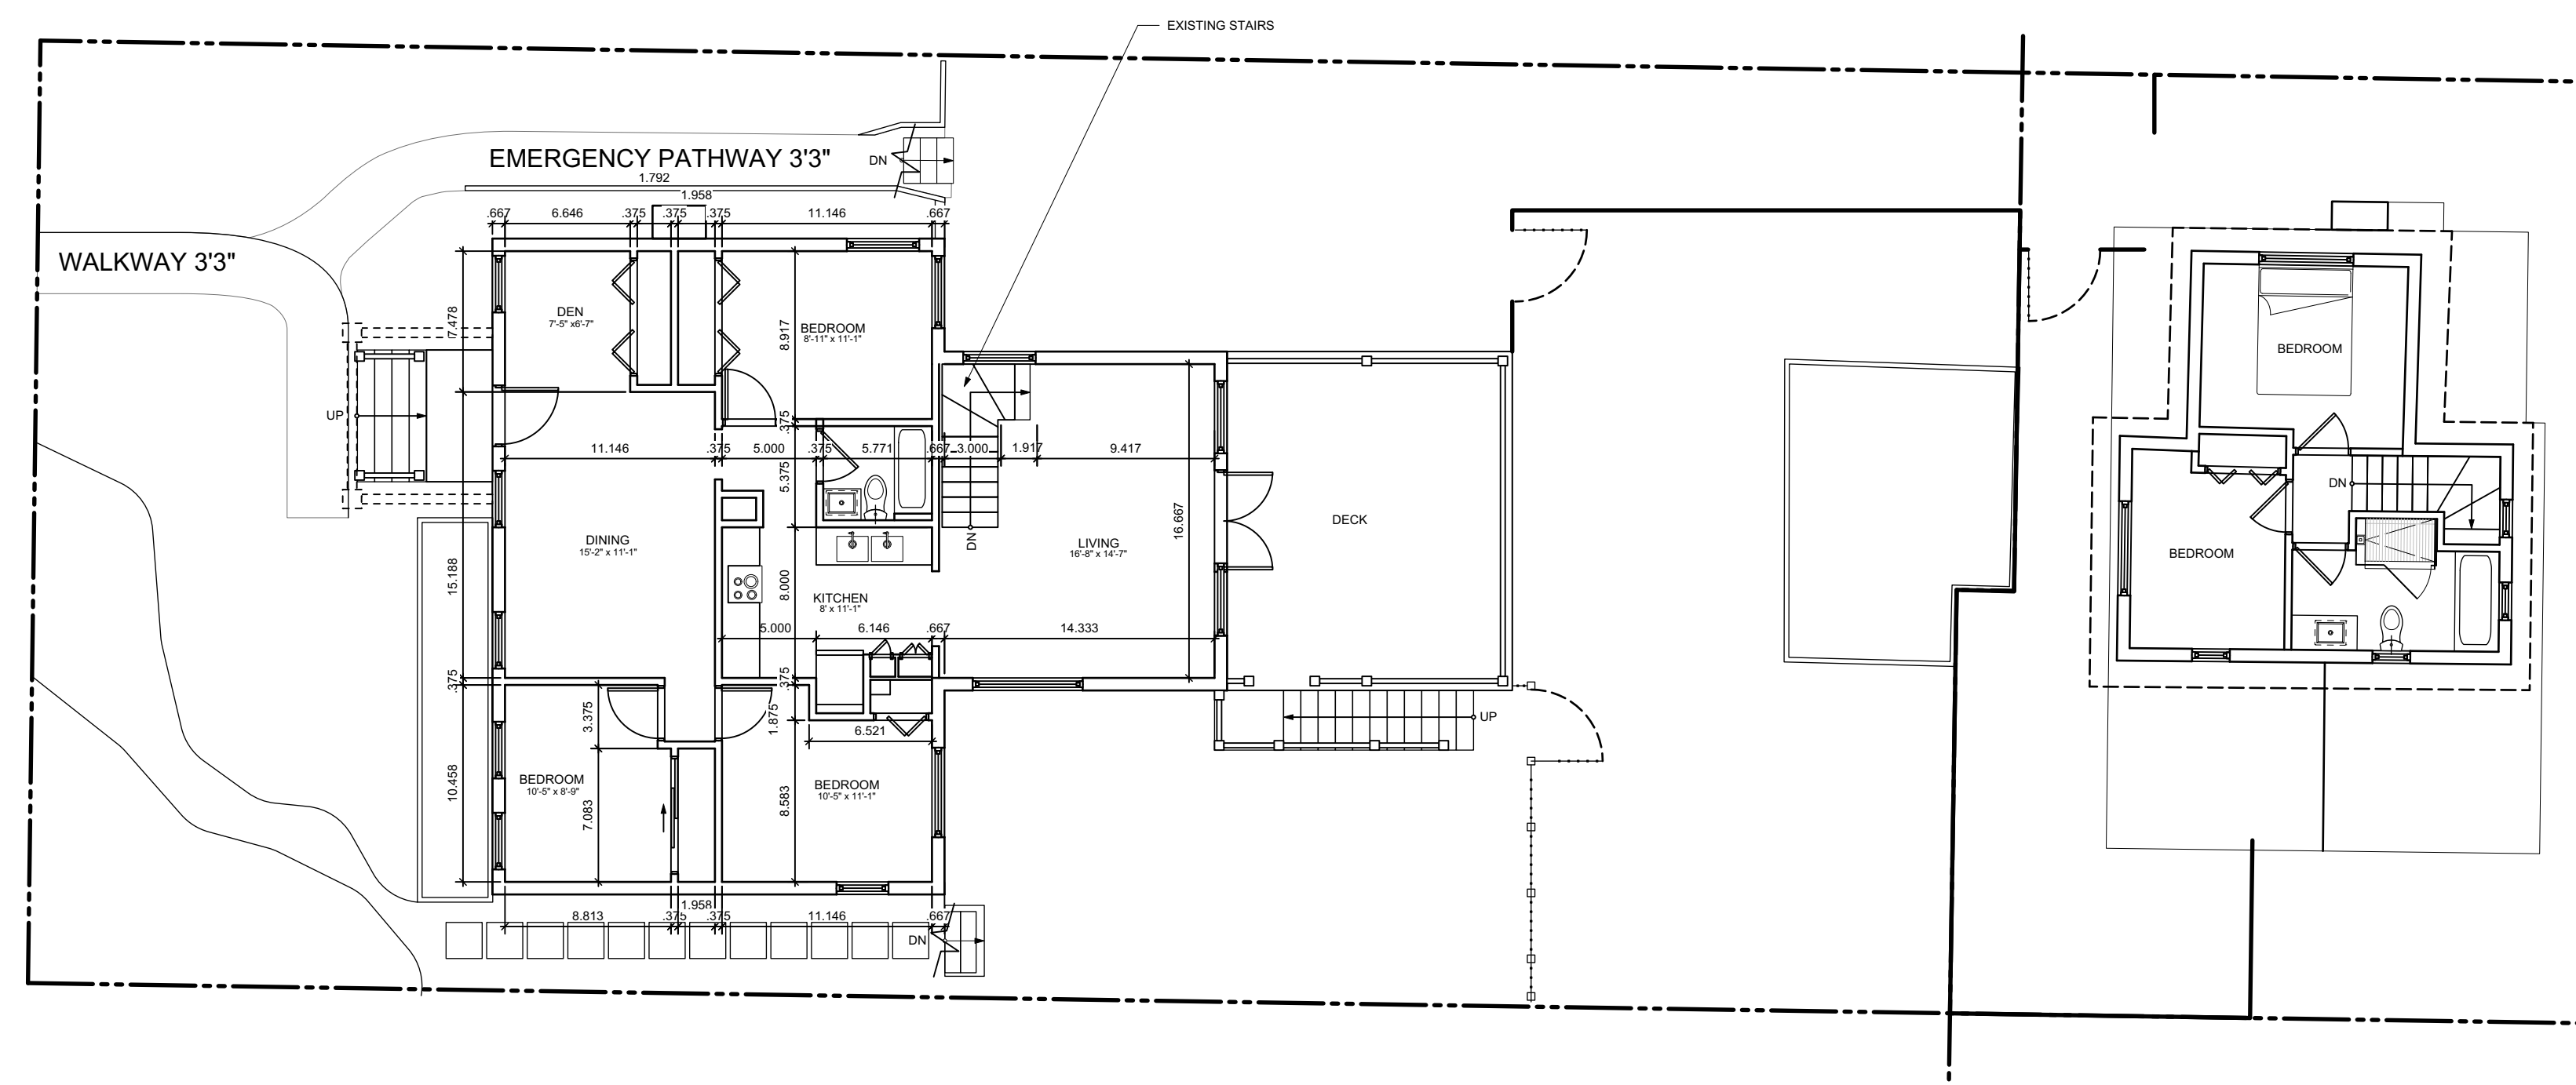 EXISTING STAIRS
EMERGENCY PATHWAY 3'3"
DN
1.792
1.958
.667
6.646
.375
.375
.375
11.146
.667
WALKWAY 3'3"
7.478
DEN
7'-5" x6'-7"
8.917
BEDROOM
8'-11" x 11'-1"
BEDROOM
UP
.375
11.146
.375
5.000
.375
5.771
.667
3.000
1.917
9.417
5.375
DN
DECK
16.667
DN
DINING
15'-2" x 11'-1"
LIVING
16'-8" x 14'-7"
BEDROOM
15.188
8.000
KITCHEN
8' x 11'-1"
5.000
6.146
.667
14.333
.375
.375
3.375
1.875
6.521
UP
10.458
BEDROOM
10'-5" x 8'-9"
BEDROOM
10'-5" x 11'-1"
7.083
8.583
1.958
8.813
.375
.375
11.146
.667
DN